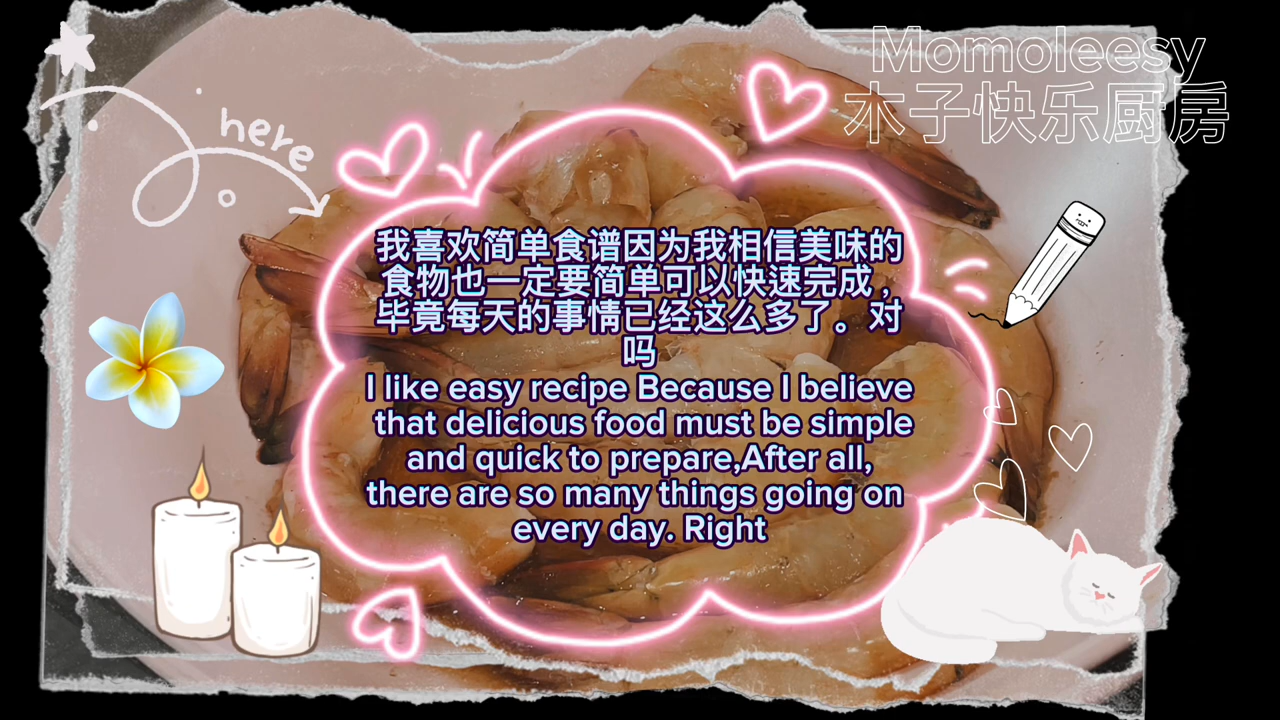 Momoleesy
木子快乐厨房
here
我喜欢简单食谱因为我相信美味的
食物也一定要简单可以快速完成，
毕竟每天的事情已经这么多了。对
吗
I like easy recipe Because I believe
that delicious food must be simple
and quick to prepare,After all,
there are so many things going on
every day. Right